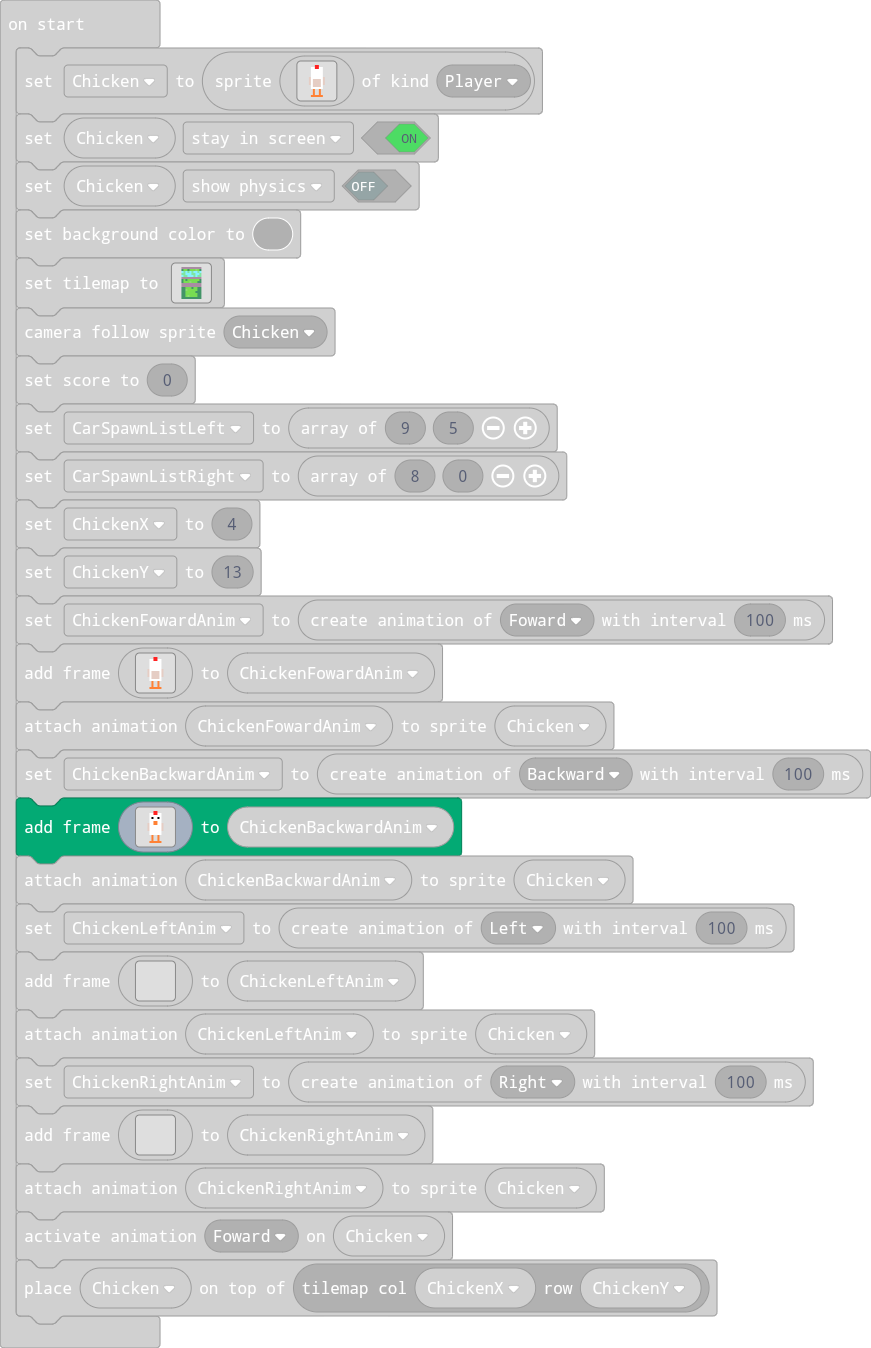 on start
set Chicken to sprite of kind Player
set Chicken stay in screen ON
set Chicken show physics OFF
set background color to
set tilemap to
camera follow sprite Chicken
set score to 0
set CarSpawnListLeft to array of 9 5
set CarSpawnListRight to array of 8 0
set ChickenX to 4
set ChickenY to 13
set ChickenFowardAnim to create animation of Foward with interval 100 ms
add frame to ChickenFowardAnim
attach animation ChickenFowardAnim to sprite Chicken
set ChickenBackwardAnim to create animation of Backward with interval 100 ms
add frame to ChickenBackwardAnim
attach animation ChickenBackwardAnim to sprite Chicken
set ChickenLeftAnim to create animation of Left with interval 100 ms
add frame to ChickenLeftAnim
attach animation ChickenLeftAnim to sprite Chicken
set ChickenRightAnim to create animation of Right with interval 100 ms
add frame to ChickenRightAnim
attach animation ChickenRightAnim to sprite Chicken
activate animation Foward on Chicken
place Chicken on top of tilemap col ChickenX row ChickenY